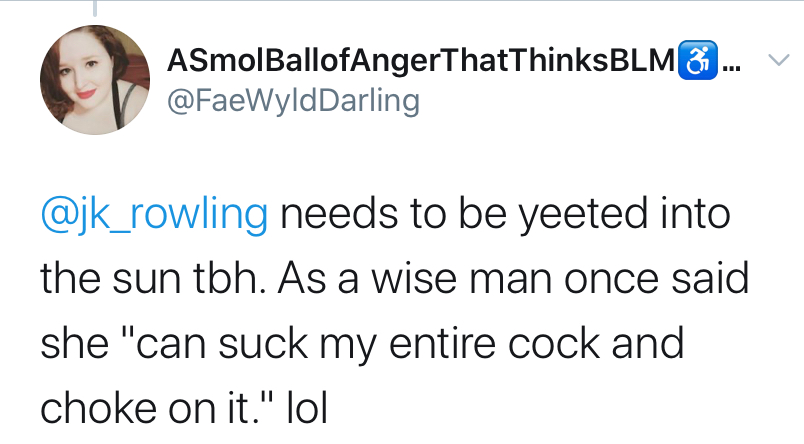 ASmolBallofAngerThatThinksBLM♿...
@FaeWyldDarling
@jk_rowling needs to be yeeted into
the sun tbh. As a wise man once said
she "can suck my entire cock and
choke on it." lol